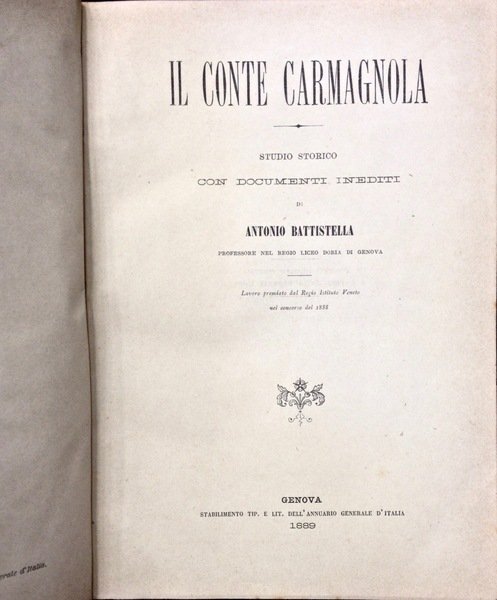 IL CONTE CARMAGNOLA
STUDIO STORICO
CON DOCUMENTI INEDITI
DI
ANTONIO BATTISTELLA
PROFESSORE NEL REGIO LICEO DORIA DI GENOVA
Lavoro premiato dal Regio Istituto Veneto
nel concorso del 1888
GENOVA
STABILIMENTO TIP. E LIT. DELL'ANNUARIO GENERALE D'ITALIA
1889
d'Italia.